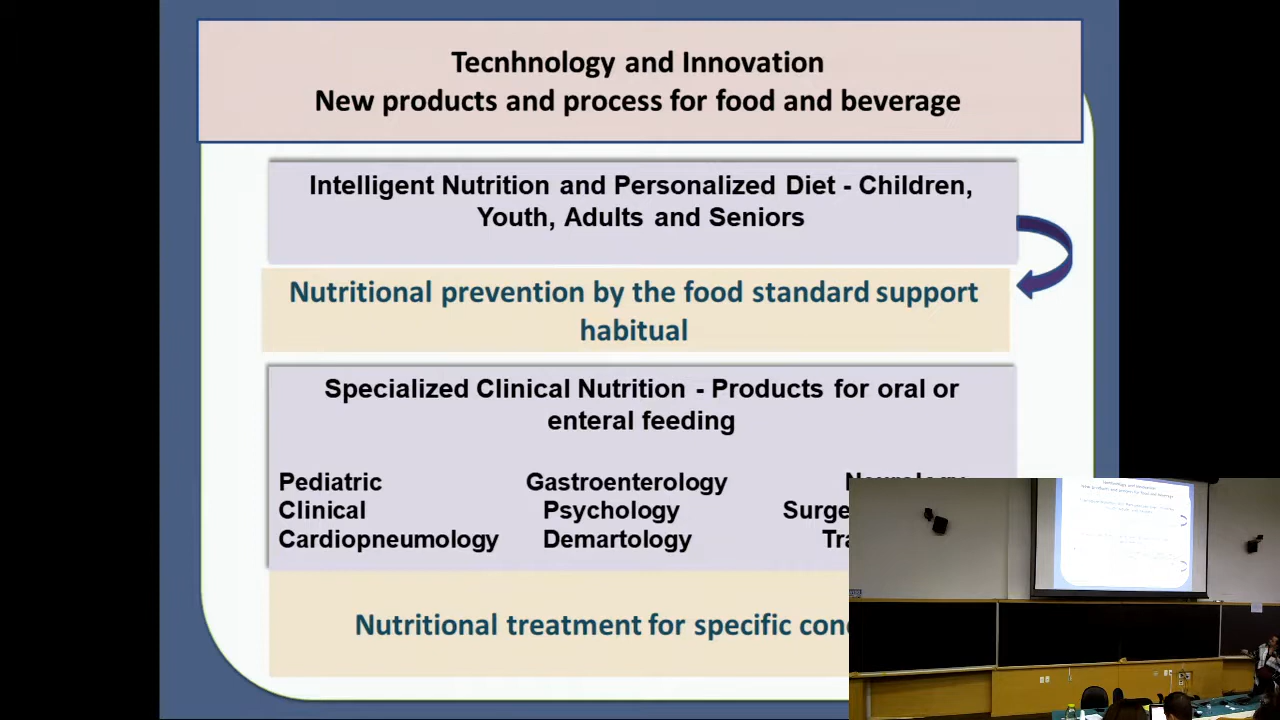 Tecnhnology and Innovation
New products and process for food and beverage
Intelligent Nutrition and Personalized Diet - Children,
Youth, Adults and Seniors
Nutritional prevention by the food standard support
habitual
Specialized Clinical Nutrition - Products for oral or
enteral feeding
Pediatric Gastroenterology
Clinical Psychology
Cardiopneumology Demartology
Nutritional treatment for specific